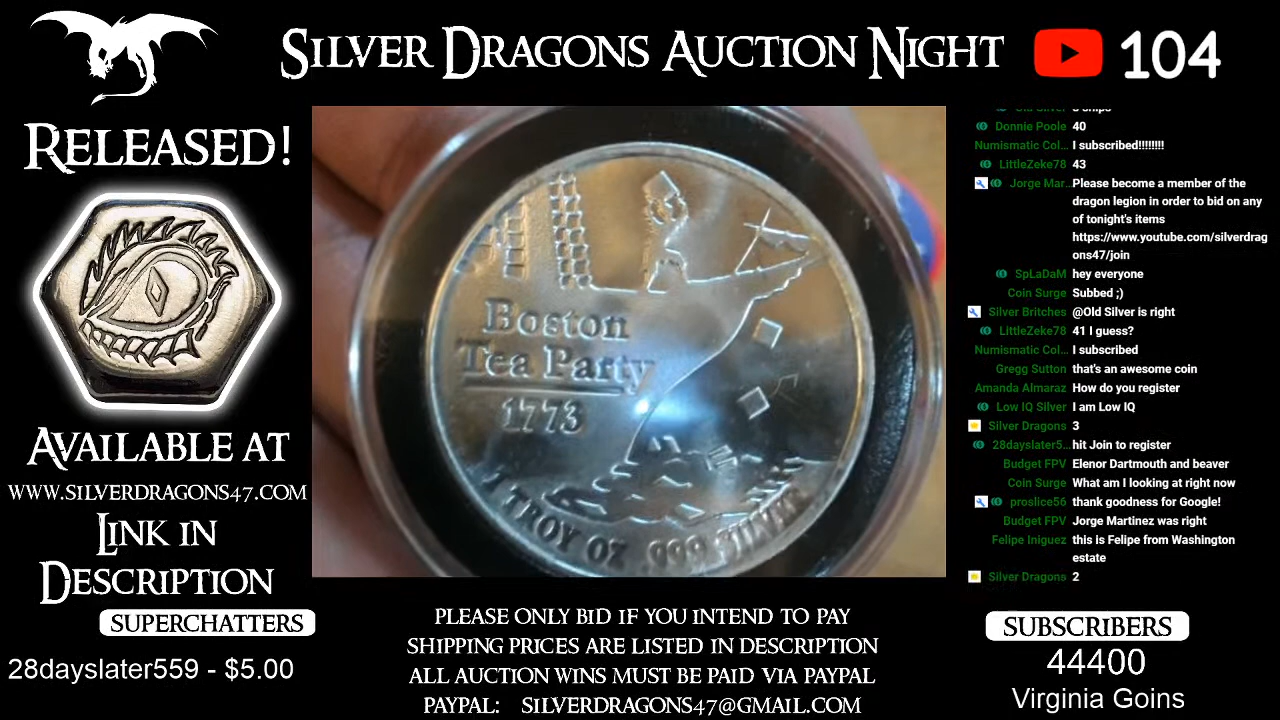 Silver Dragons Auction Night
104
Released!
Available at
www.silverdragons47.com
Link in
Description
SUPERCHATTERS
28dayslater559 - $5.00
Boston
Tea Party
1773
1 TROY OZ .999 SILVER
PLEASE ONLY BID IF YOU INTEND TO PAY
SHIPPING PRICES ARE LISTED IN DESCRIPTION
ALL AUCTION WINS MUST BE PAID VIA PAYPAL
PAYPAL: SILVERDRAGONS47@GMAIL.COM
Donnie Poole 40
Numismatic Col... I subscribed!!!!!!!!
LittleZeke78 43
Jorge Mar... Please become a member of the
dragon legion in order to bid on any
of tonight's items
https://www.youtube.com/silverdrag
ons47/join
SpLaDaM hey everyone
Coin Surge Subbed ;)
Silver Britches @Old Silver is right
LittleZeke78 41 I guess?
Numismatic Col... I subscribed
Gregg Sutton that's an awesome coin
Amanda Almaraz How do you register
Low IQ Silver I am Low IQ
Silver Dragons 3
28dayslater5... hit Join to register
Budget FPV Elenor Dartmouth and beaver
Coin Surge What am I looking at right now
proslice56 thank goodness for Google!
Budget FPV Jorge Martinez was right
Felipe Iniguez this is Felipe from Washington
estate
Silver Dragons 2
SUBSCRIBERS
44400
Virginia Goins